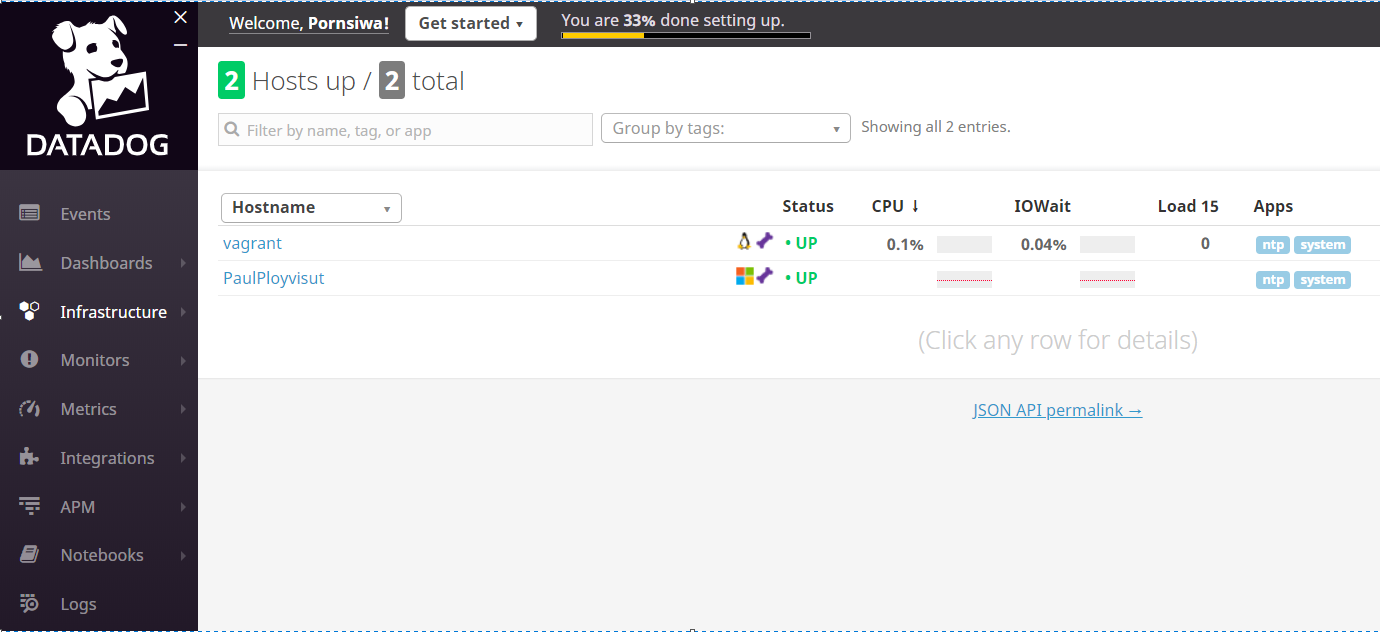 DATADOG
Events
Dashboards
Infrastructure
Monitors
Metrics
Integrations
APM
Notebooks
Logs
Welcome, Pornsiwa! Get started ▾ You are 33% done setting up.
2 Hosts up / 2 total
Filter by name, tag, or app Group by tags: ▾ Showing all 2 entries.
Hostname ▾ Status CPU ↓ IOWait Load 15 Apps
vagrant • UP 0.1% 0.04% 0 ntp system
PaulPloyvisut • UP ntp system
(Click any row for details)
JSON API permalink →